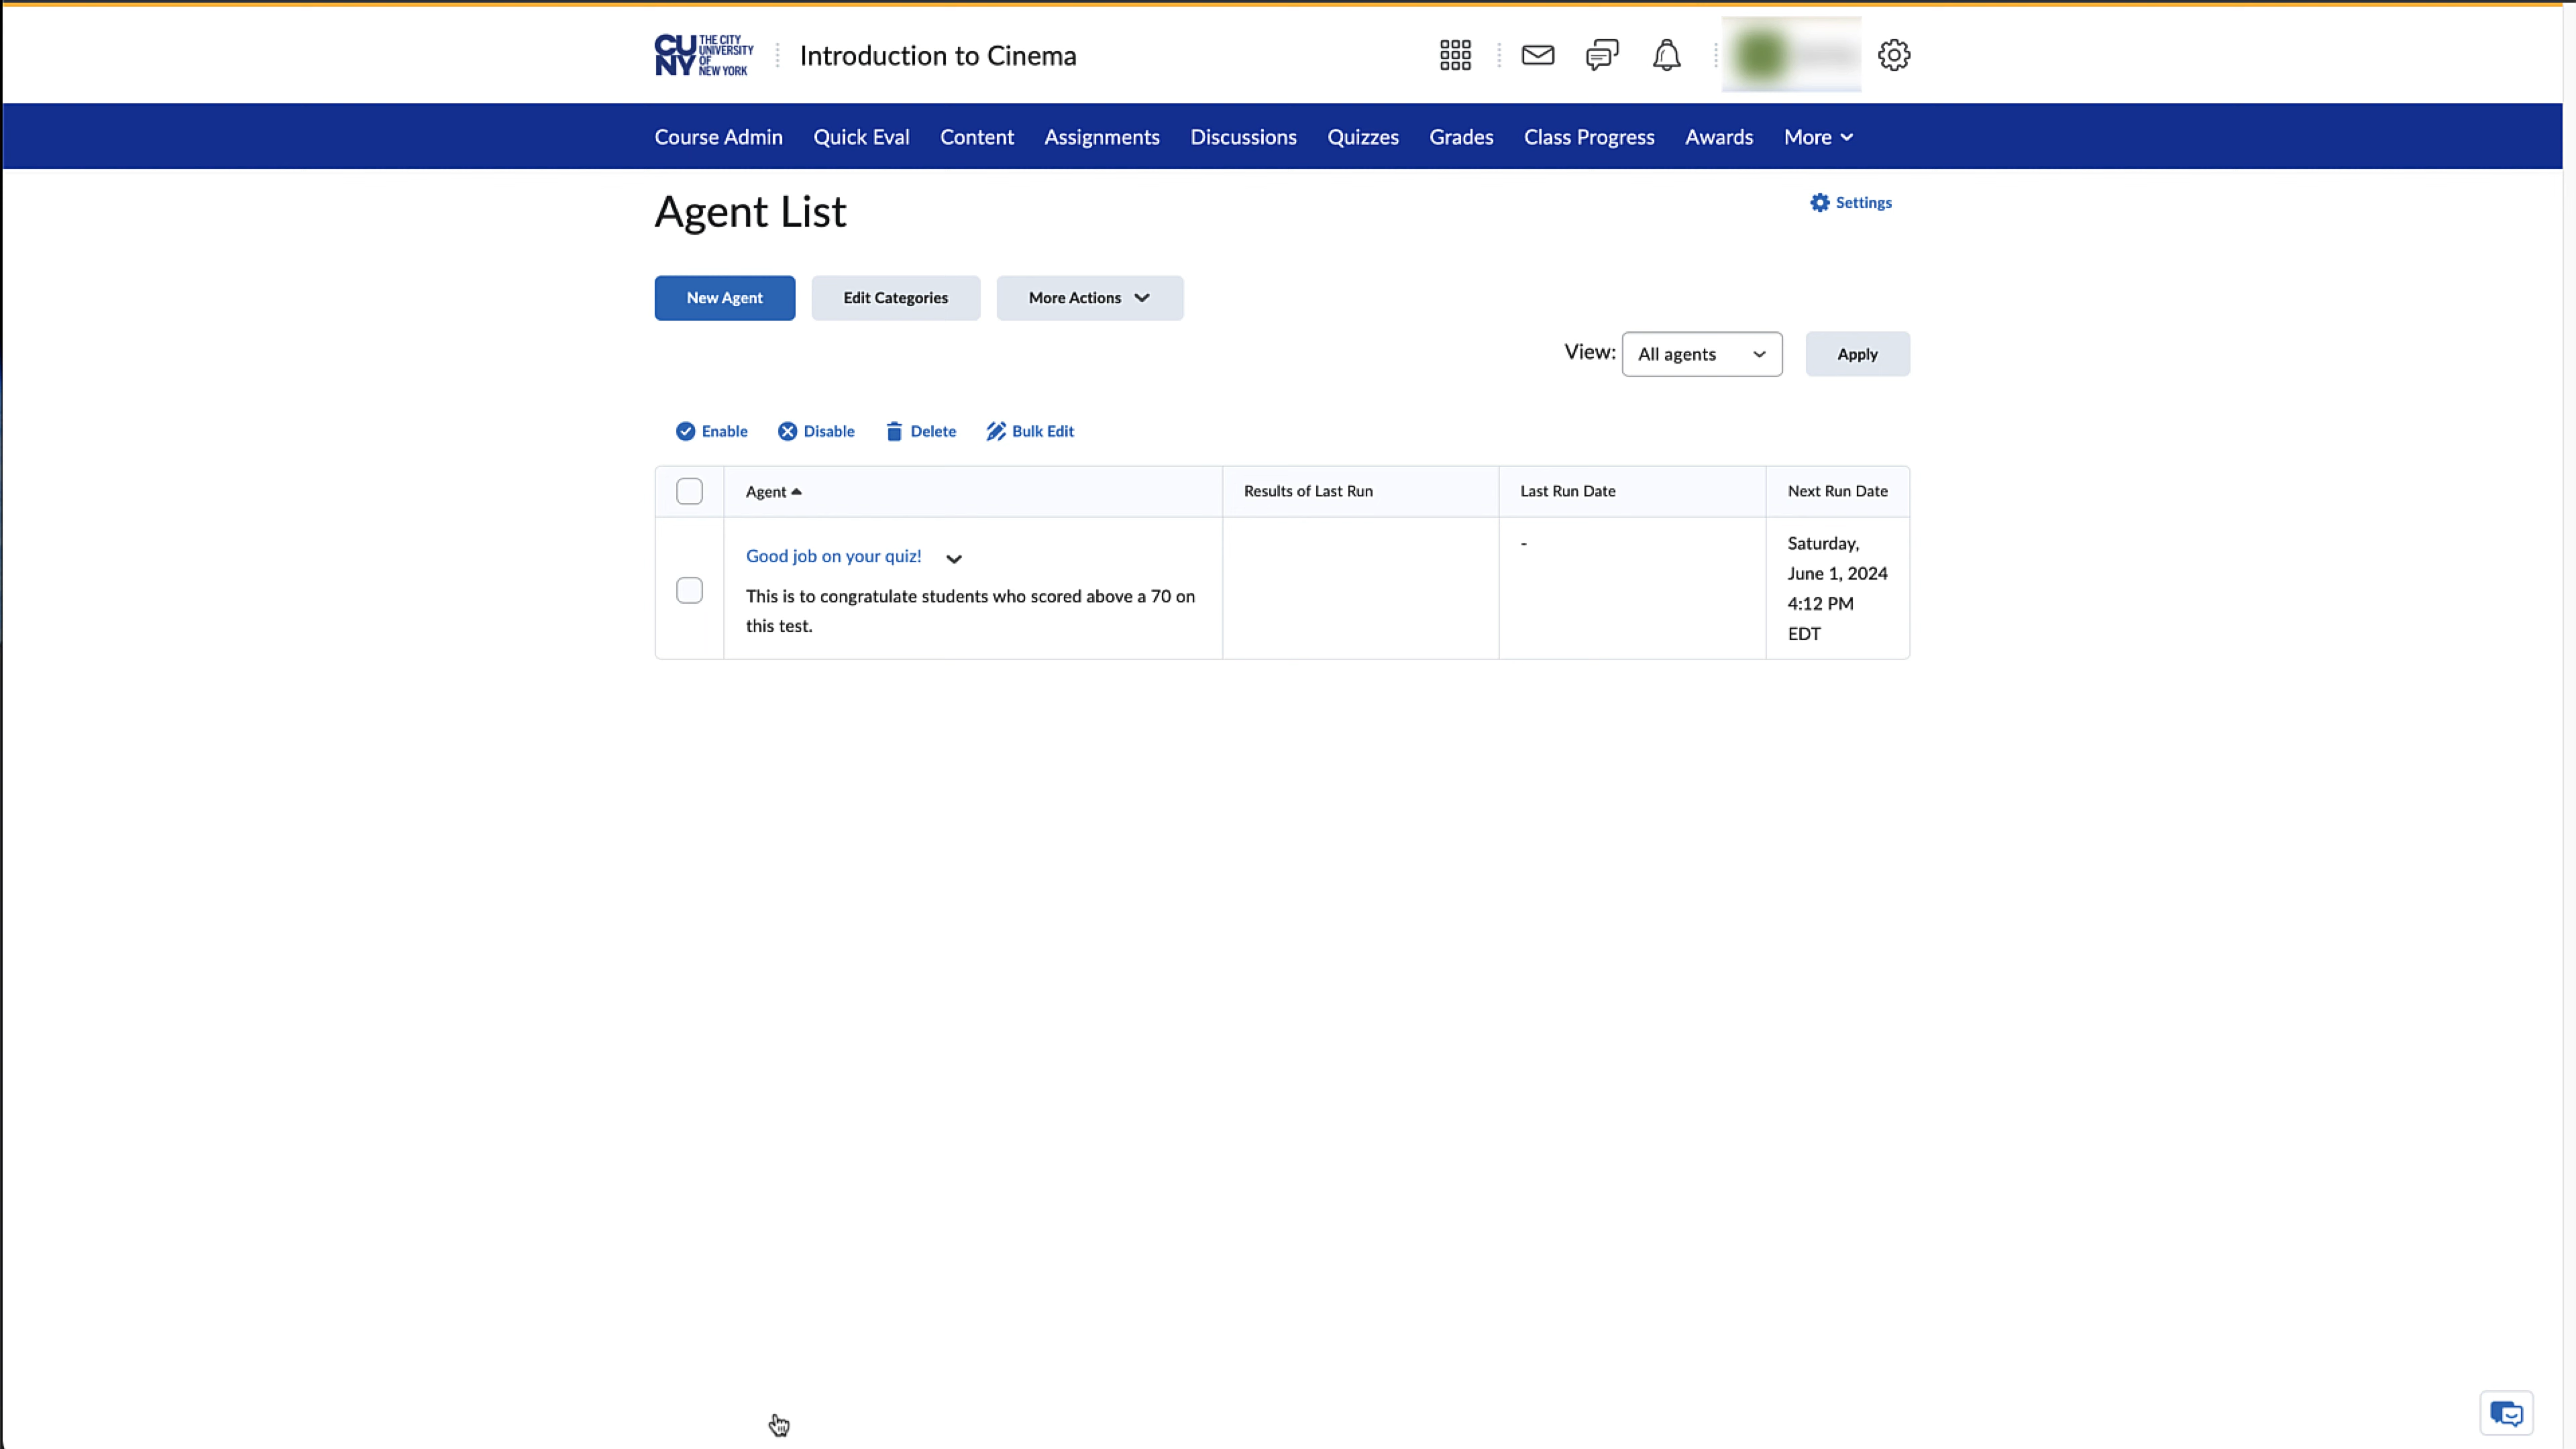 CU NY THE CITY UNIVERSITY OF NEW YORK
Introduction to Cinema
Course Admin Quick Eval Content Assignments Discussions Quizzes Grades Class Progress Awards More
Agent List
Settings
New Agent Edit Categories More Actions
View: All agents Apply
Enable Disable Delete Bulk Edit
Agent Results of Last Run Last Run Date Next Run Date
Good job on your quiz!
This is to congratulate students who scored above a 70 on
this test.
-
Saturday,
June 1, 2024
4:12 PM
EDT